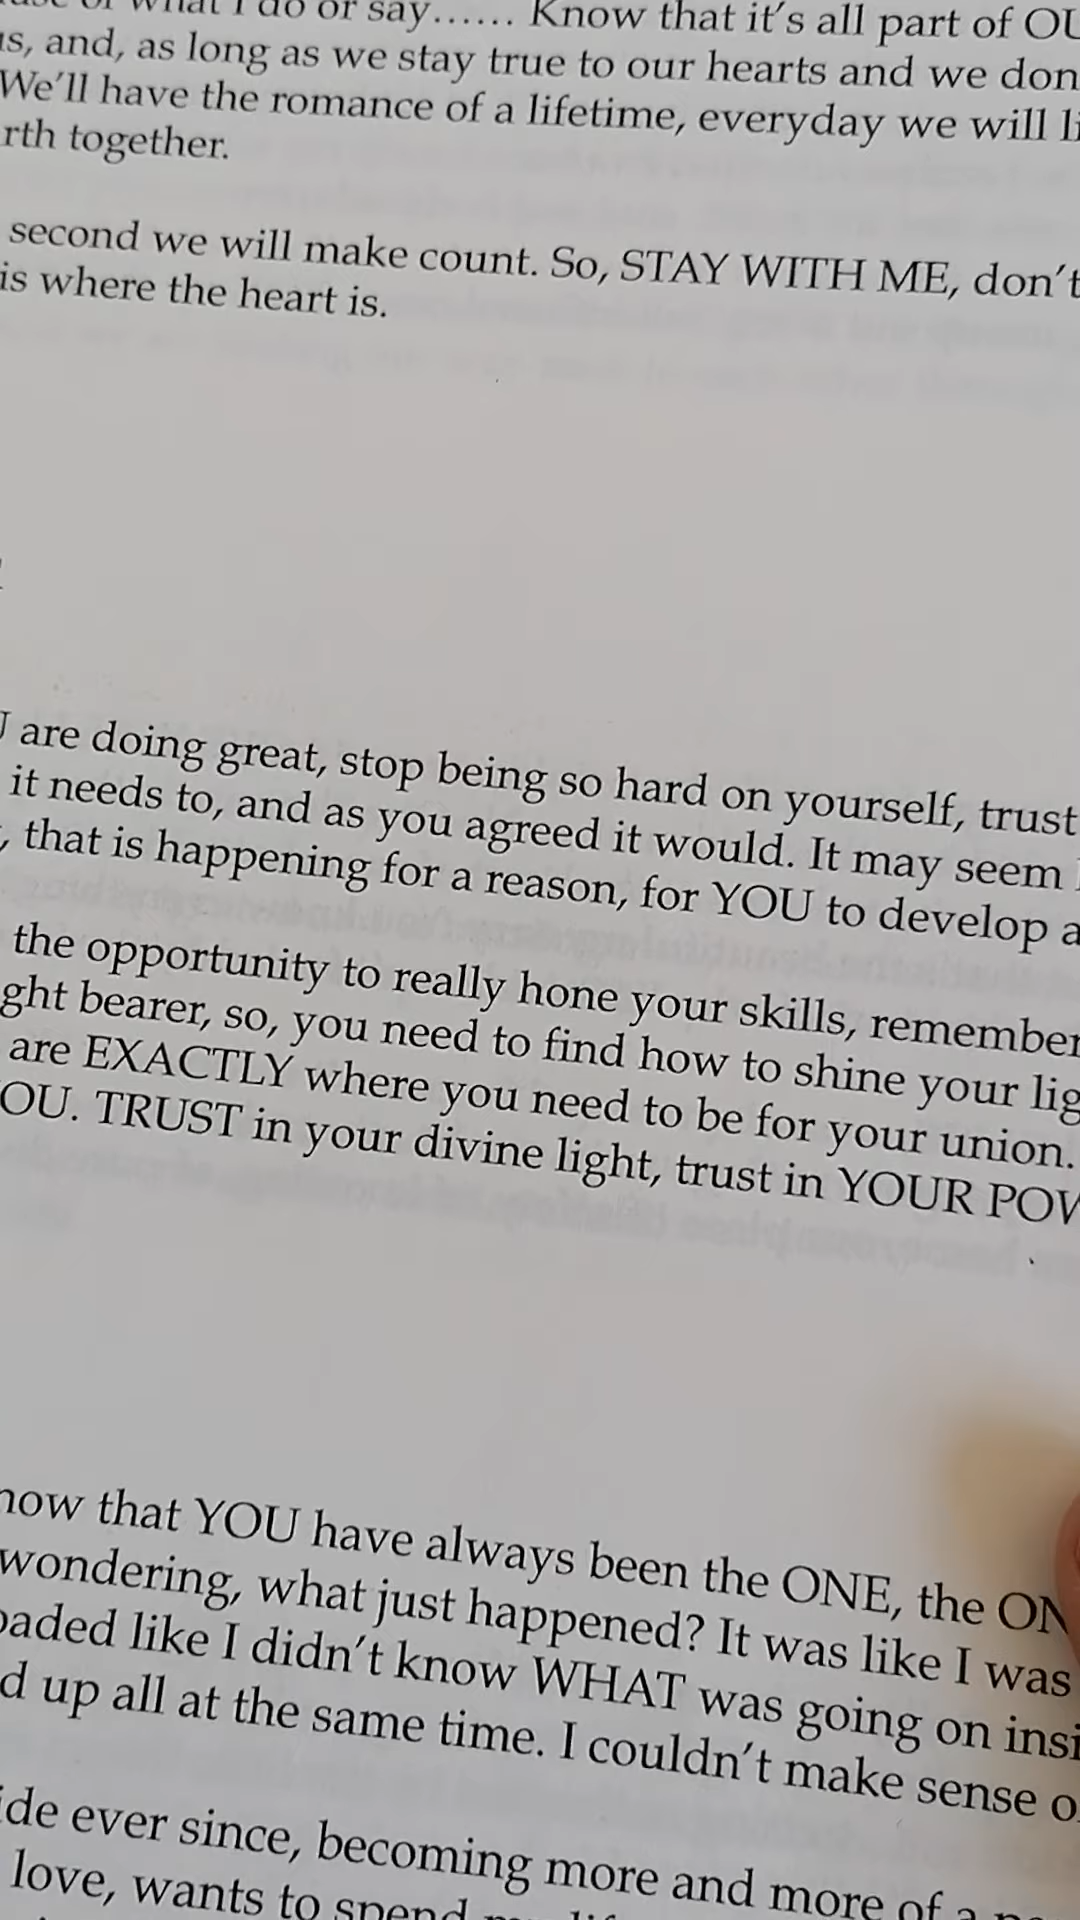 what I do or say...... Know that it's all part of
and, as long as we stay true to our hearts and we
We'll have the romance of a lifetime, everyday we will
together.
second we will make count. So, STAY WITH ME, don't
is where the heart is.
are doing great, stop being so hard on yourself, trust
it needs to, and as you agreed it would. It may seem
, that is happening for a reason, for YOU to develop
the opportunity to really hone your skills, remember
bearer, so, you need to find how to shine your
are EXACTLY where you need to be for your union.
TRUST in your divine light, trust in YOUR
that YOU have always been the ONE, the
wondering, what just happened? It was like I was
like I didn't know WHAT was going on
up all at the same time. I couldn't make sense
ever since, becoming more and more of a
love, wants to spend